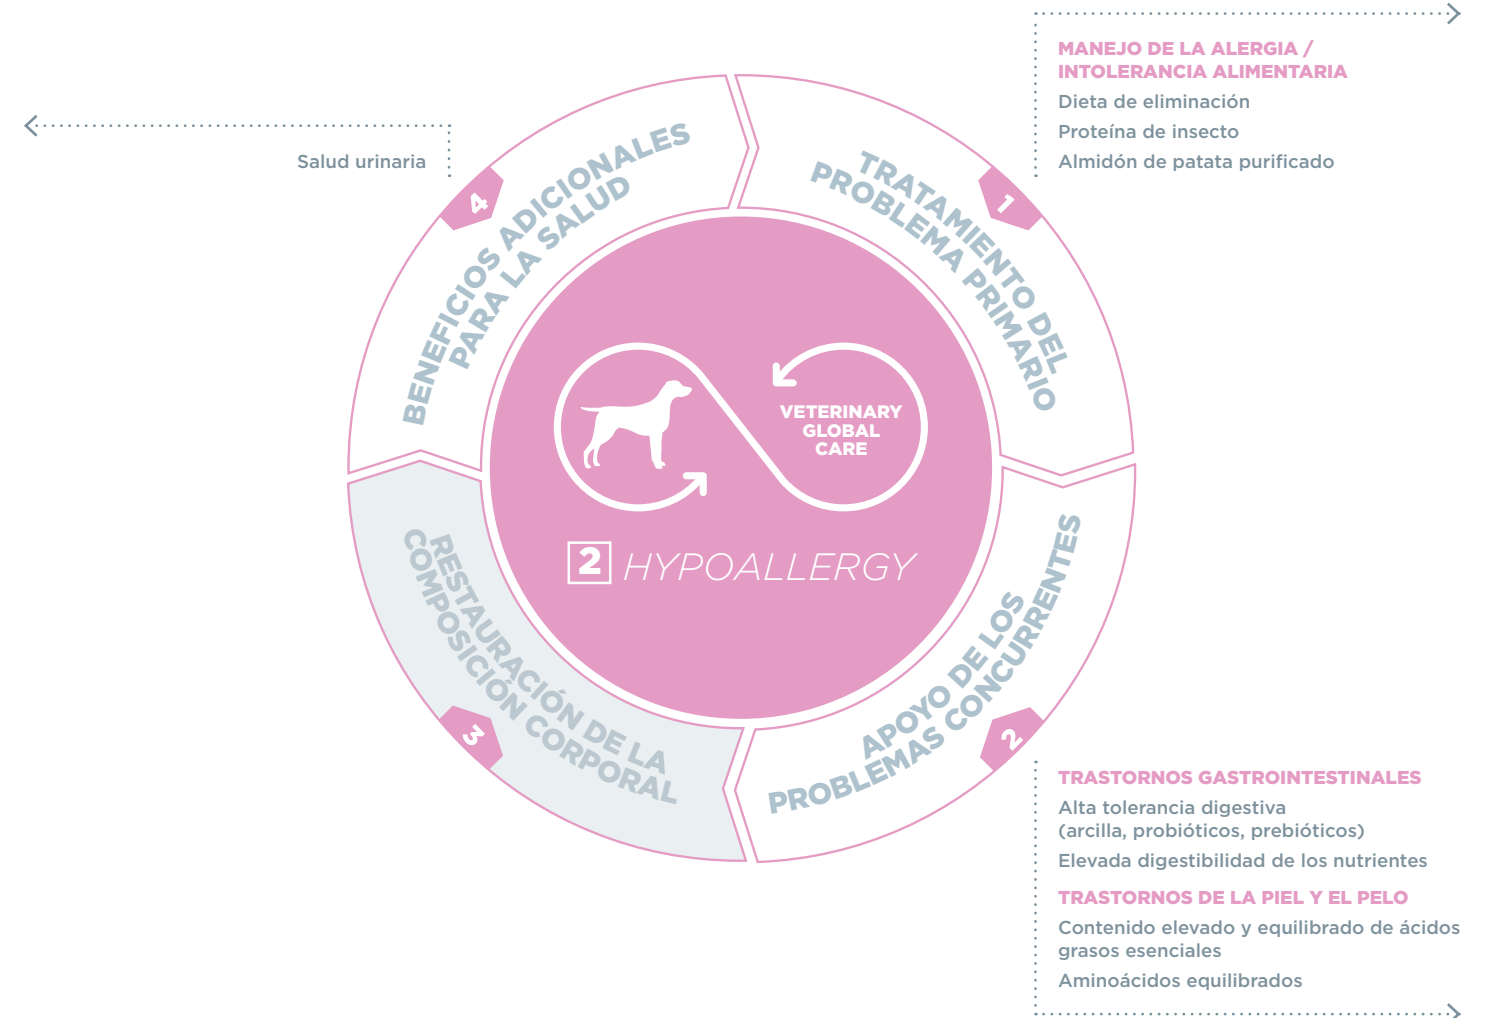 MANEJO DE LA ALERGIA /
INTOLERANCIA ALIMENTARIA
Dieta de eliminación
Proteína de insecto
Almidón de patata purificado
Salud urinaria
4
BENEFICIOS ADICIONALES
PARA LA SALUD
1
TRATAMIENTO DEL
PROBLEMA PRIMARIO
VETERINARY
GLOBAL
CARE
2 HYPOALLERGY
3
RESTAURACIÓN DE LA
COMPOSICIÓN CORPORAL
2
APOYO DE LOS
PROBLEMAS CONCURRENTES
TRASTORNOS GASTROINTESTINALES
Alta tolerancia digestiva
(arcilla, probióticos, prebióticos)
Elevada digestibilidad de los nutrientes
TRASTORNOS DE LA PIEL Y EL PELO
Contenido elevado y equilibrado de ácidos
grasos esenciales
Aminoácidos equilibrados